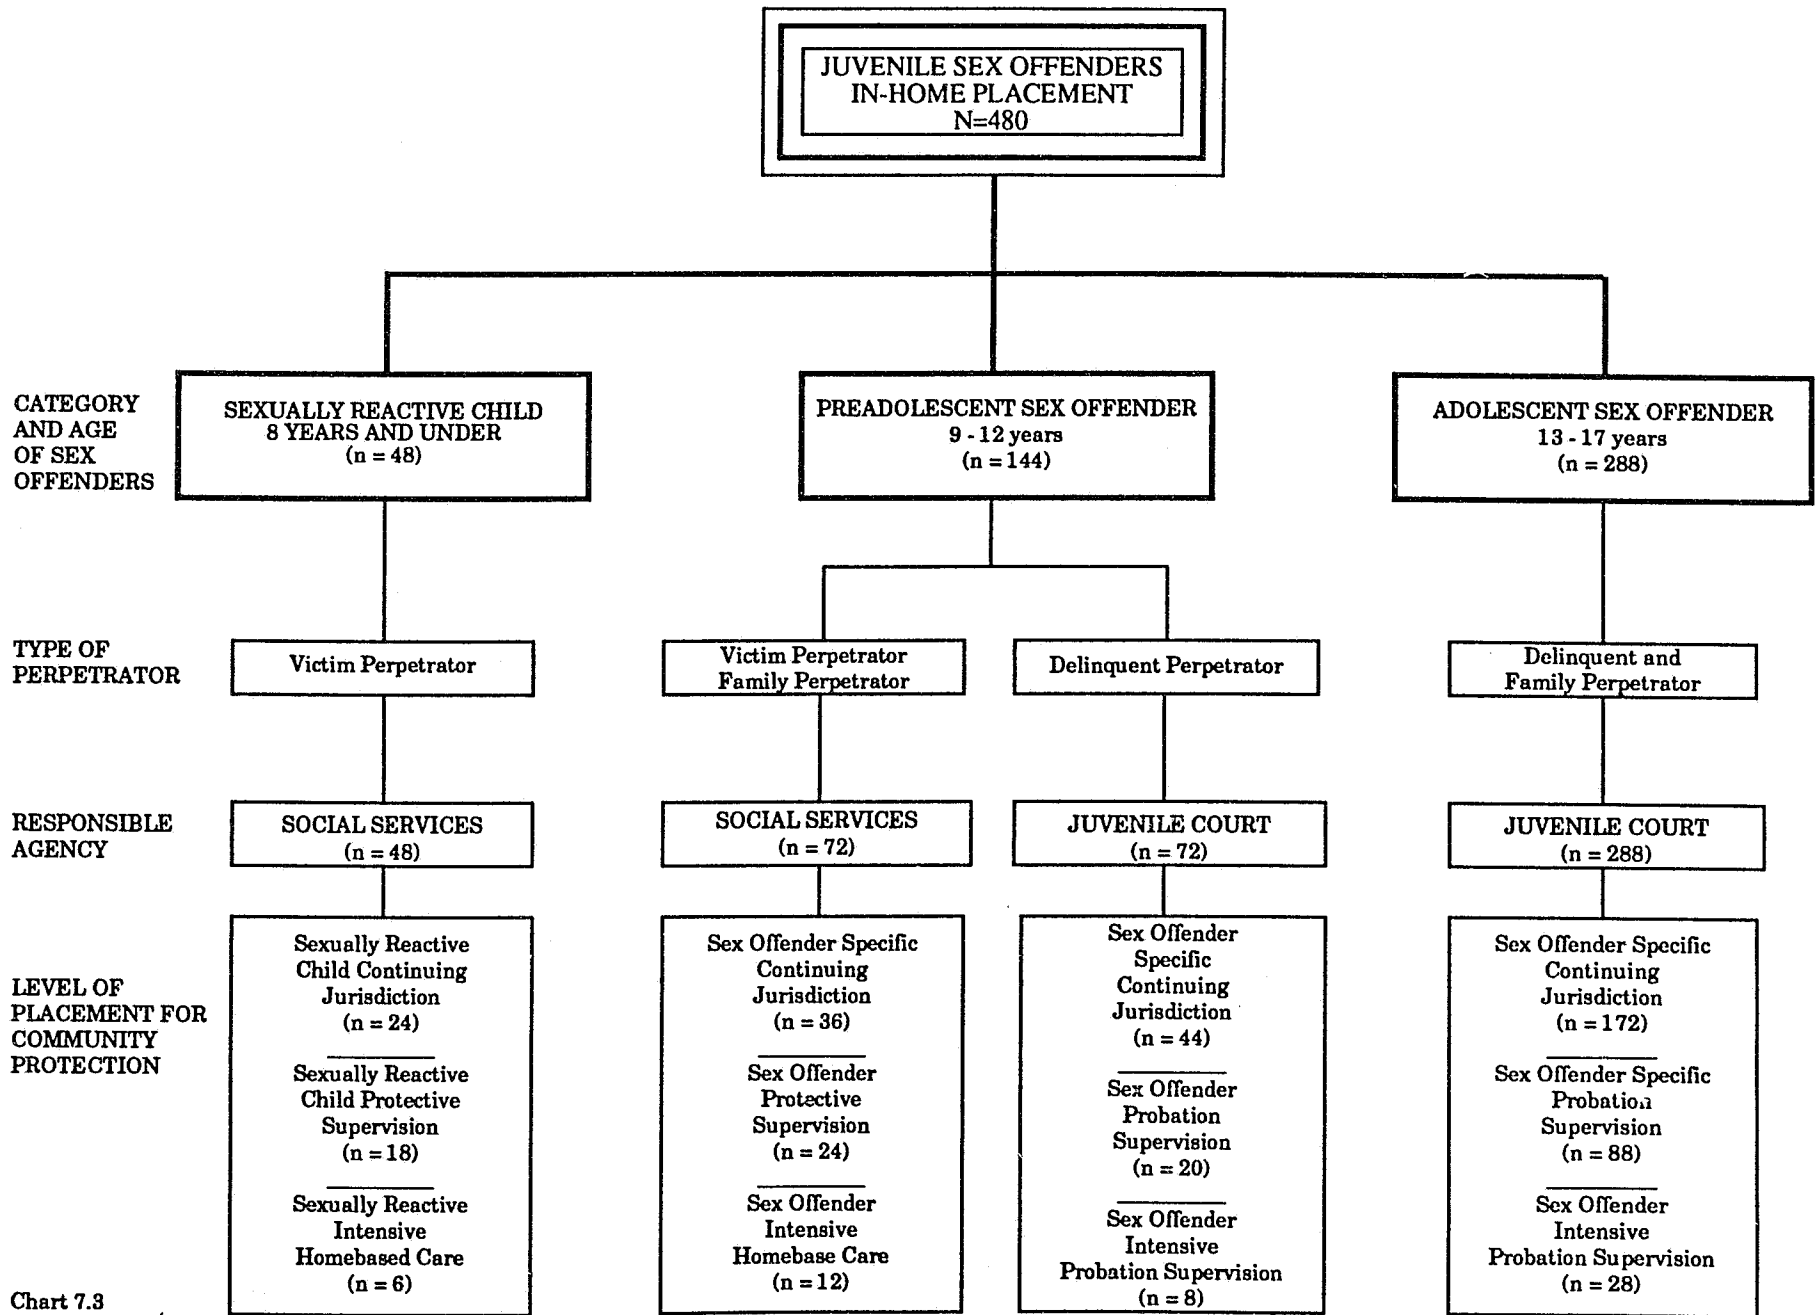 JUVENILE SEX OFFENDERS
IN-HOME PLACEMENT
N=480
CATEGORY
AND AGE
OF SEX
OFFENDERS
SEXUALLY REACTIVE CHILD
8 YEARS AND UNDER
(n = 48)
PREADOLESCENT SEX OFFENDER
9 - 12 years
(n = 144)
ADOLESCENT SEX OFFENDER
13 - 17 years
(n = 288)
TYPE OF
PERPETRATOR
Victim Perpetrator
Victim Perpetrator
Family Perpetrator
Delinquent Perpetrator
Delinquent and
Family Perpetrator
RESPONSIBLE
AGENCY
SOCIAL SERVICES
(n = 48)
SOCIAL SERVICES
(n = 72)
JUVENILE COURT
(n = 72)
JUVENILE COURT
(n = 288)
LEVEL OF
PLACEMENT FOR
COMMUNITY
PROTECTION
Sexually Reactive
Child Continuing
Jurisdiction
(n = 24)
Sexually Reactive
Child Protective
Supervision
(n = 18)
Sexually Reactive
Intensive
Homebased Care
(n = 6)
Sex Offender Specific
Continuing
Jurisdiction
(n = 36)
Sex Offender
Protective
Supervision
(n = 24)
Sex Offender
Intensive
Homebase Care
(n = 12)
Sex Offender
Specific
Continuing
Jurisdiction
(n = 44)
Sex Offender
Probation
Supervision
(n = 20)
Sex Offender
Intensive
Probation Supervision
(n = 8)
Sex Offender Specific
Continuing
Jurisdiction
(n = 172)
Sex Offender Specific
Probation
Supervision
(n = 88)
Sex Offender
Intensive
Probation Supervision
(n = 28)
Chart 7.3